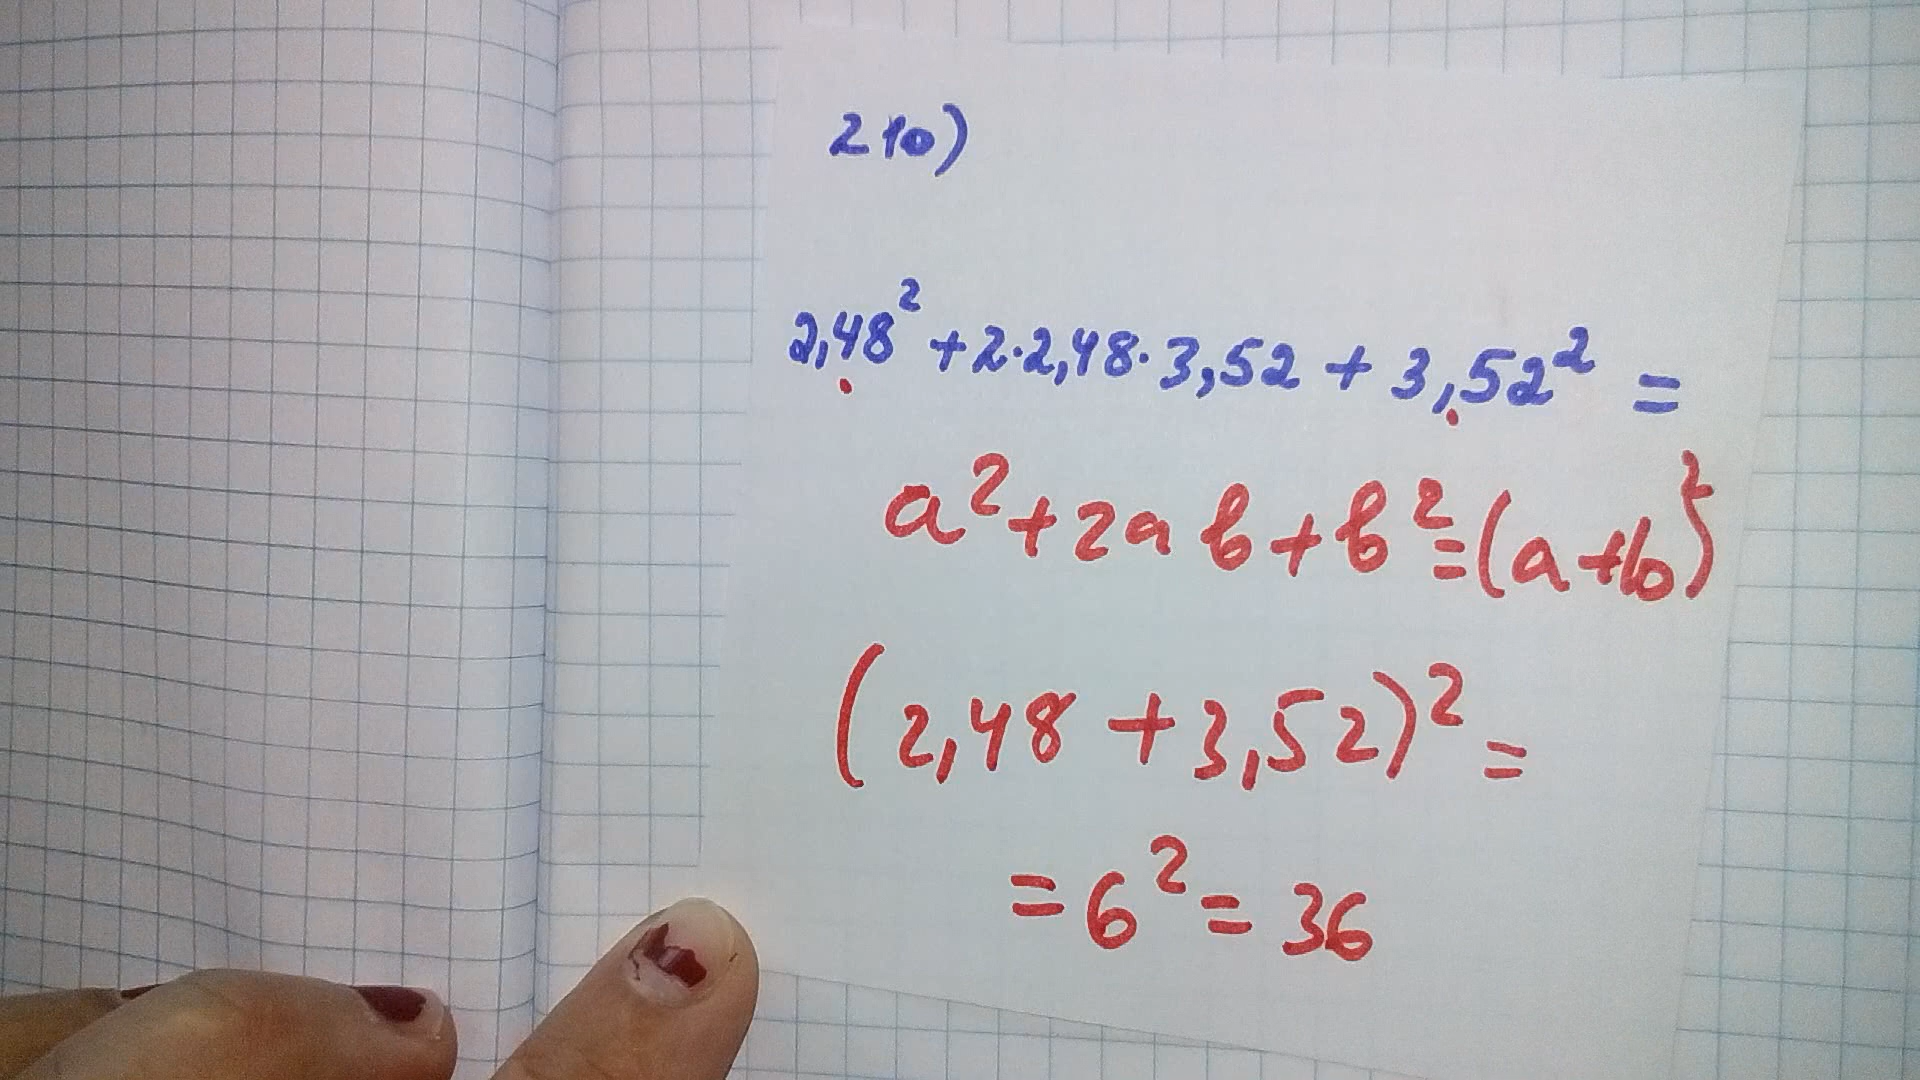 210)
2,48² + 2·2,48·3,52 + 3,52² =
a² + 2ab + b² = (a+b)²
(2,48 + 3,52)² =
= 6² = 36